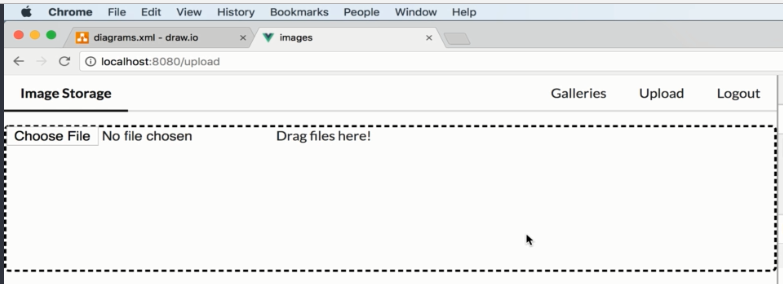 Chrome File Edit View History Bookmarks People Window Help
diagrams.xml - draw.io × images ×
localhost:8080/upload
Image Storage Galleries Upload Logout
Choose File No file chosen Drag files here!